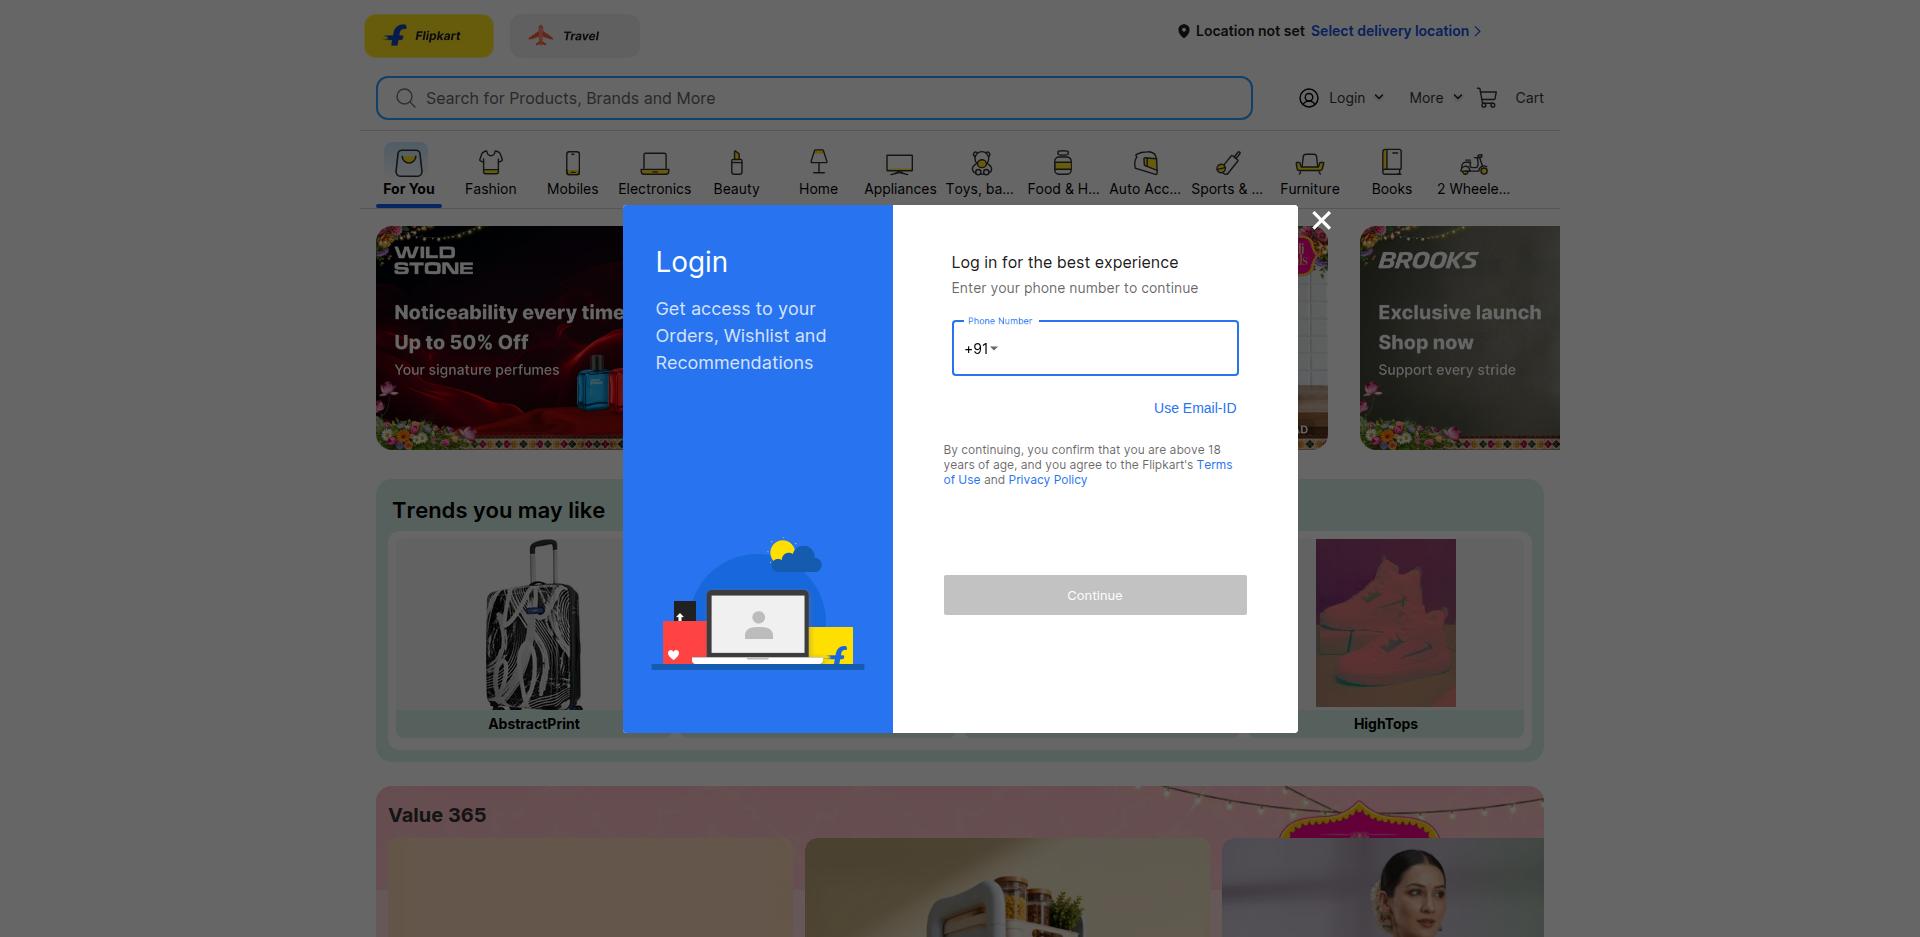 Flipkart
Travel
Location not set Select delivery location
Search for Products, Brands and More
Login
More
Cart
For You
Fashion
Mobiles
Electronics
Beauty
Home
Appliances
Toys, ba...
Food & H...
Auto Acc...
Sports & ...
Furniture
Books
2 Wheele...
WILD
STONE
Noticeability every time
Up to 50% Off
Your signature perfumes
Login
Get access to your
Orders, Wishlist and
Recommendations
Log in for the best experience
Enter your phone number to continue
Phone Number
+91
Use Email-ID
By continuing, you confirm that you are above 18
years of age, and you agree to the Flipkart's Terms
of Use and Privacy Policy
Continue
BROOKS
Exclusive launch
Shop now
Support every stride
Trends you may like
AbstractPrint
HighTops
Value 365